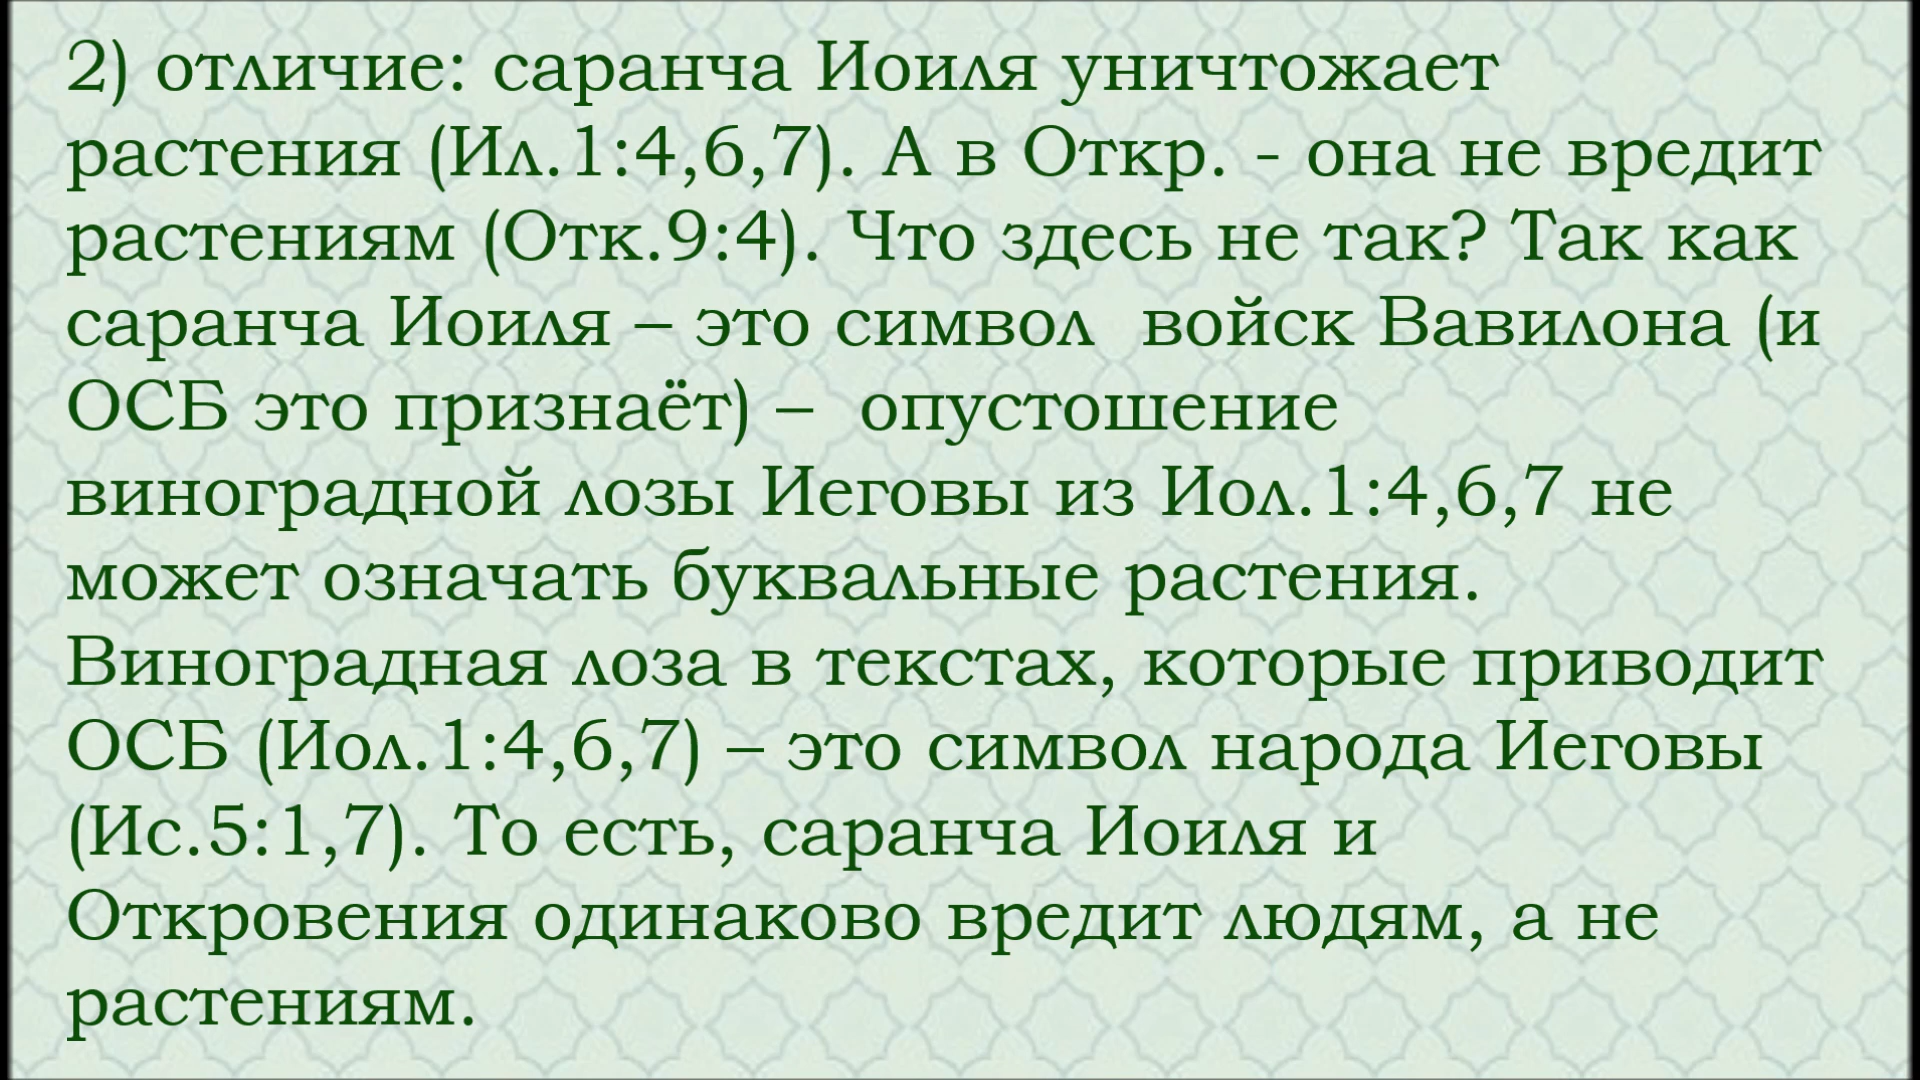 2) отличие: саранча Иоиля уничтожает
растения (Ил.1:4,6,7). А в Откр. - она не вредит
растениям (Отк.9:4). Что здесь не так? Так как
саранча Иоиля – это символ  войск Вавилона (и
ОСБ это признаёт) –  опустошение
виноградной лозы Иеговы из Иол.1:4,6,7 не
может означать буквальные растения.
Виноградная лоза в текстах, которые приводит
ОСБ (Иол.1:4,6,7) – это символ народа Иеговы
(Ис.5:1,7). То есть, саранча Иоиля и
Откровения одинаково вредит людям, а не
растениям.